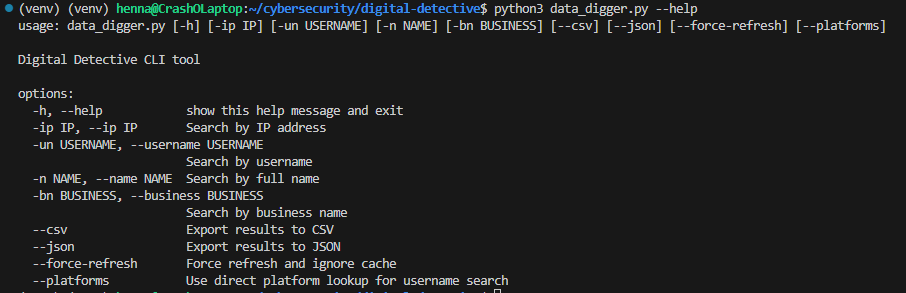 (venv) (venv) henna@CrashOLaptop:~/cybersecurity/digital-detective$ python3 data_digger.py --help
usage: data_digger.py [-h] [-ip IP] [-un USERNAME] [-n NAME] [-bn BUSINESS] [--csv] [--json] [--force-refresh] [--platforms]
Digital Detective CLI tool
options:
-h, --help show this help message and exit
-ip IP, --ip IP Search by IP address
-un USERNAME, --username USERNAME
Search by username
-n NAME, --name NAME Search by full name
-bn BUSINESS, --business BUSINESS
Search by business name
--csv Export results to CSV
--json Export results to JSON
--force-refresh Force refresh and ignore cache
--platforms Use direct platform lookup for username search